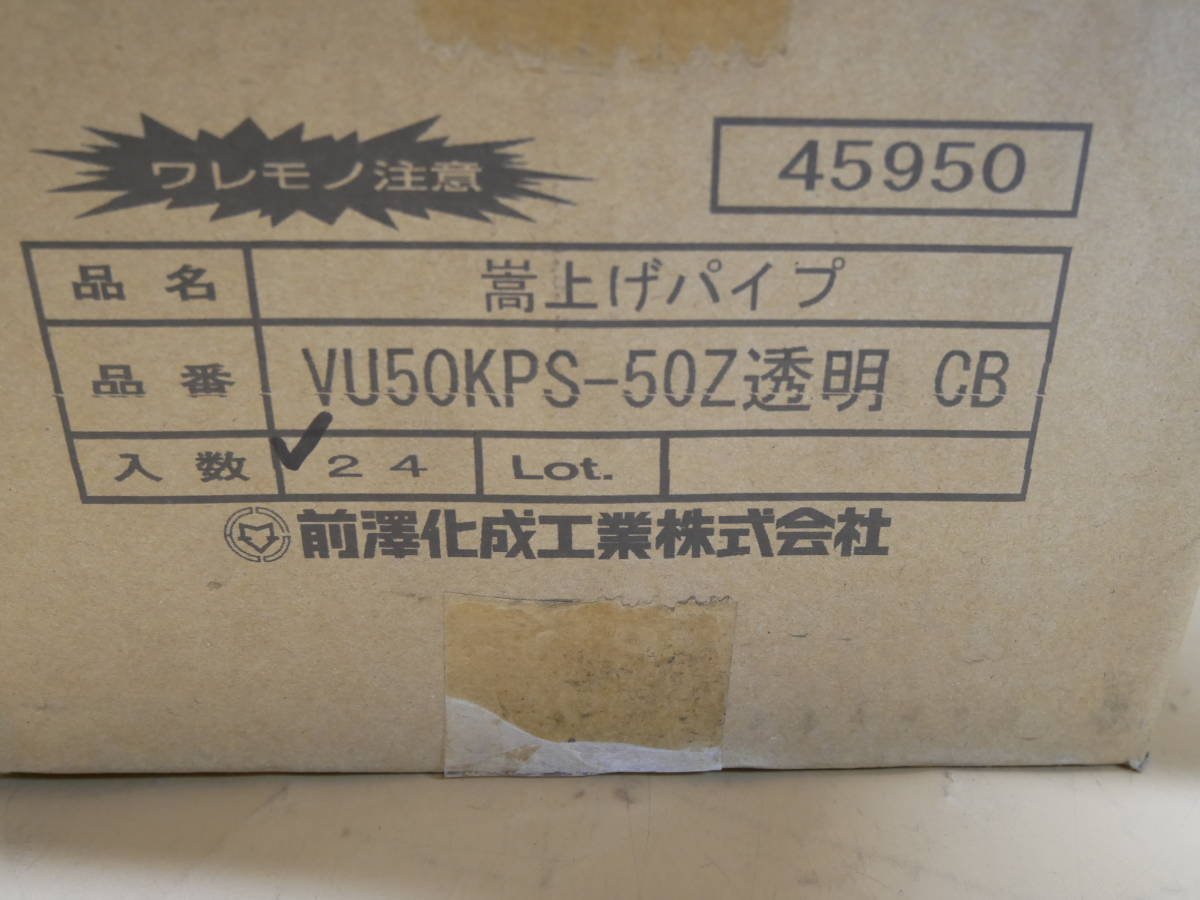 ワレモノ注意
45950
品名 嵩上げパイプ
品番 VU50KPS-50Z透明 CB
入数 24 Lot.
前澤化成工業株式会社